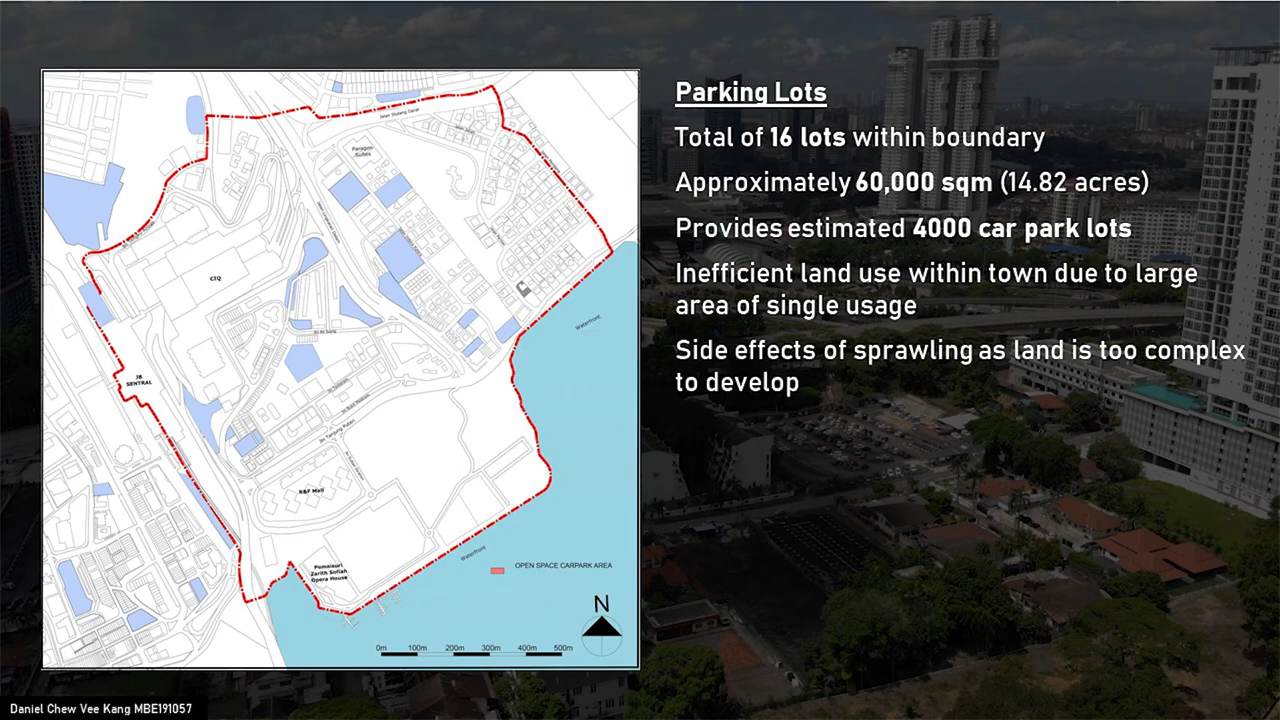 Parking Lots
Total of 16 lots within boundary
Approximately 60,000 sqm (14.82 acres)
Provides estimated 4000 car park lots
Inefficient land use within town due to large
area of single usage
Side effects of sprawling as land is too complex
to develop
Paragon
Suites
CIQ
JB
SENTRAL
Jln Tanjung Puteri
R&F Mall
Waterfront
Waterfront
Pomaisuri
Zarith Sofiah
Opera House
OPEN SPACE CARPARK AREA
N
0m 100m 200m 300m 400m 500m
Daniel Chew Vee Kang MBE191057